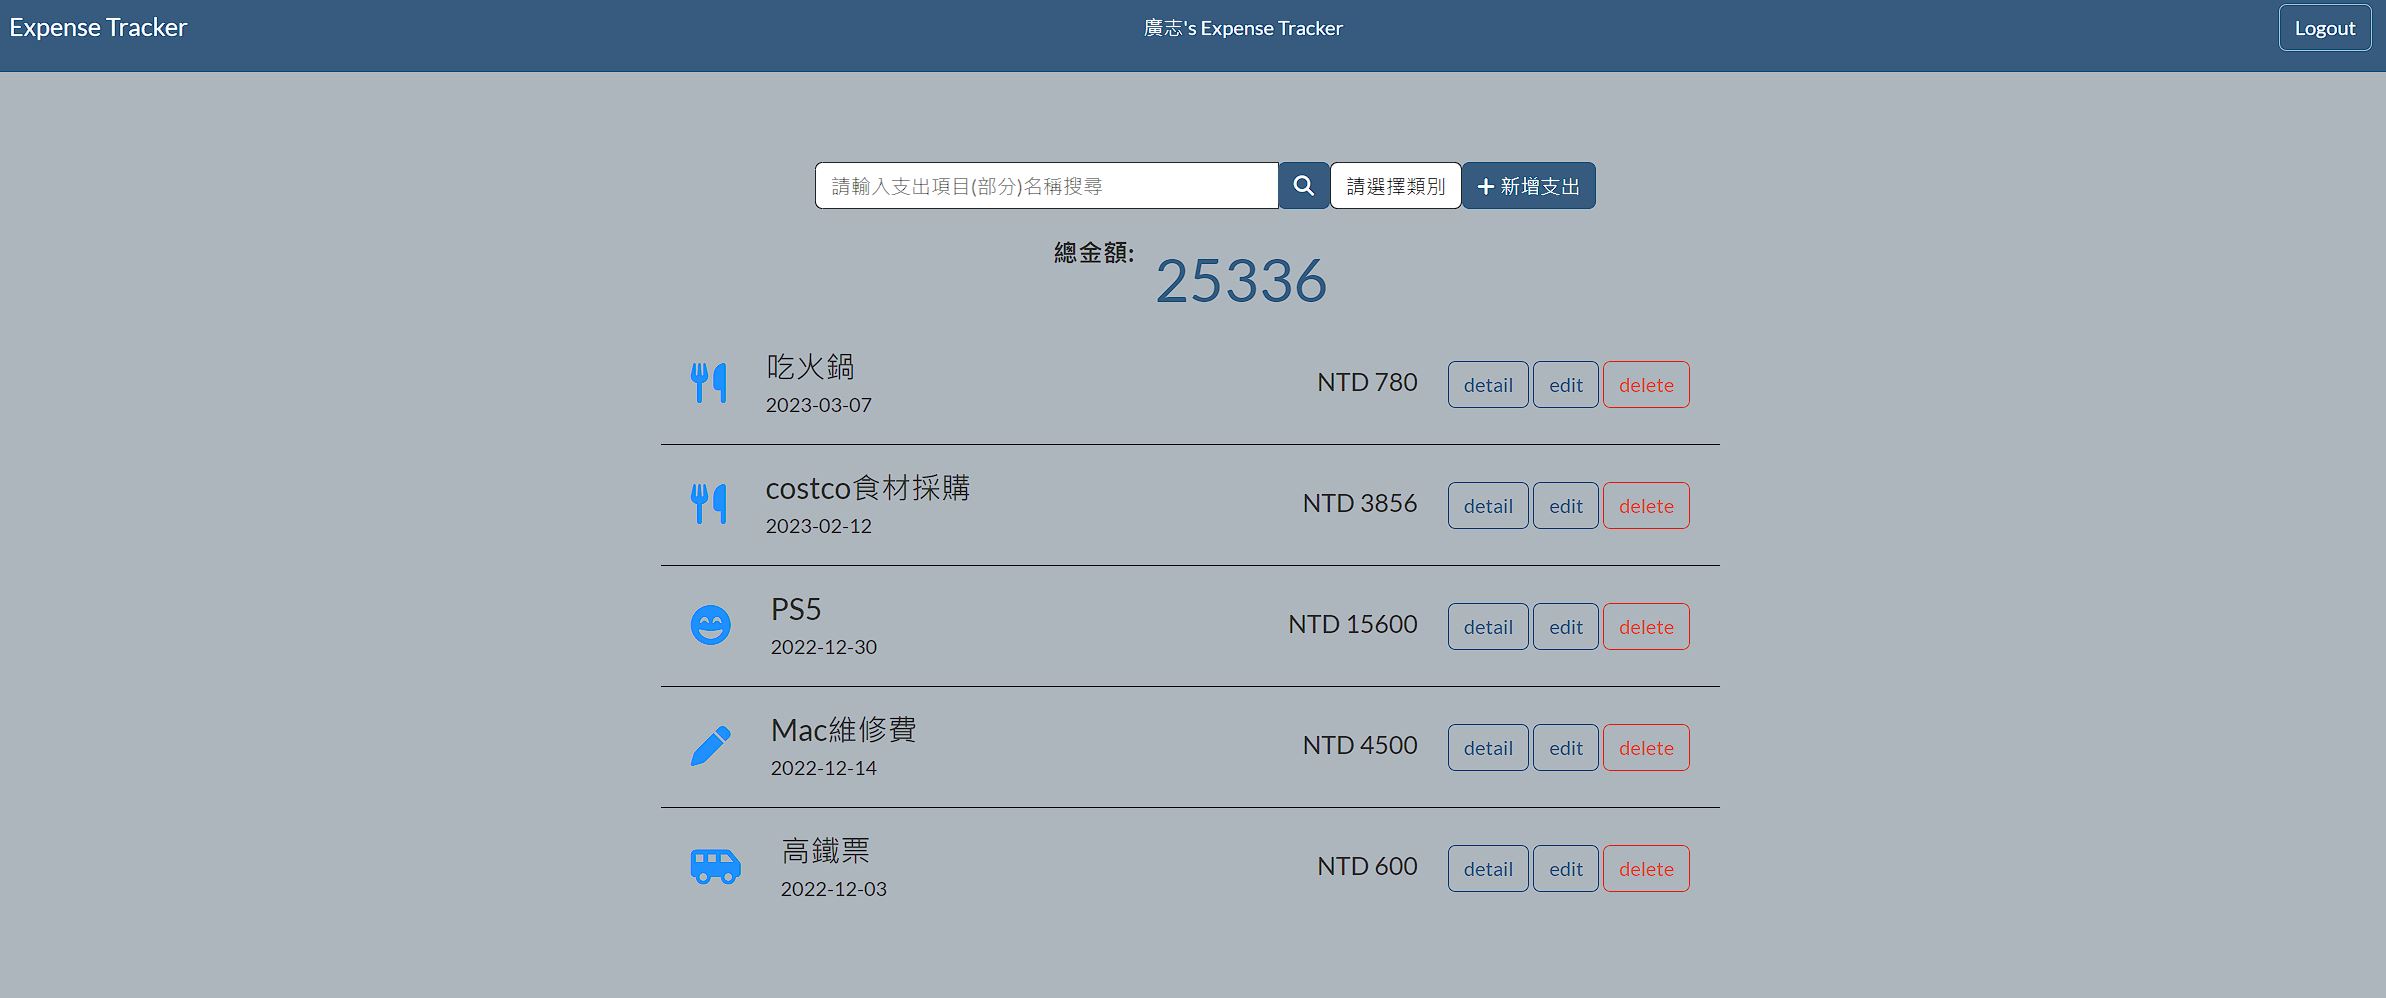 Expense Tracker 廣志's Expense Tracker Logout
請輸入支出項目(部分)名稱搜尋 請選擇類別 新增支出
總金額: 25336
吃火鍋
2023-03-07
NTD 780 detail edit delete
costco食材採購
2023-02-12
NTD 3856 detail edit delete
PS5
2022-12-30
NTD 15600 detail edit delete
Mac維修費
2022-12-14
NTD 4500 detail edit delete
高鐵票
2022-12-03
NTD 600 detail edit delete